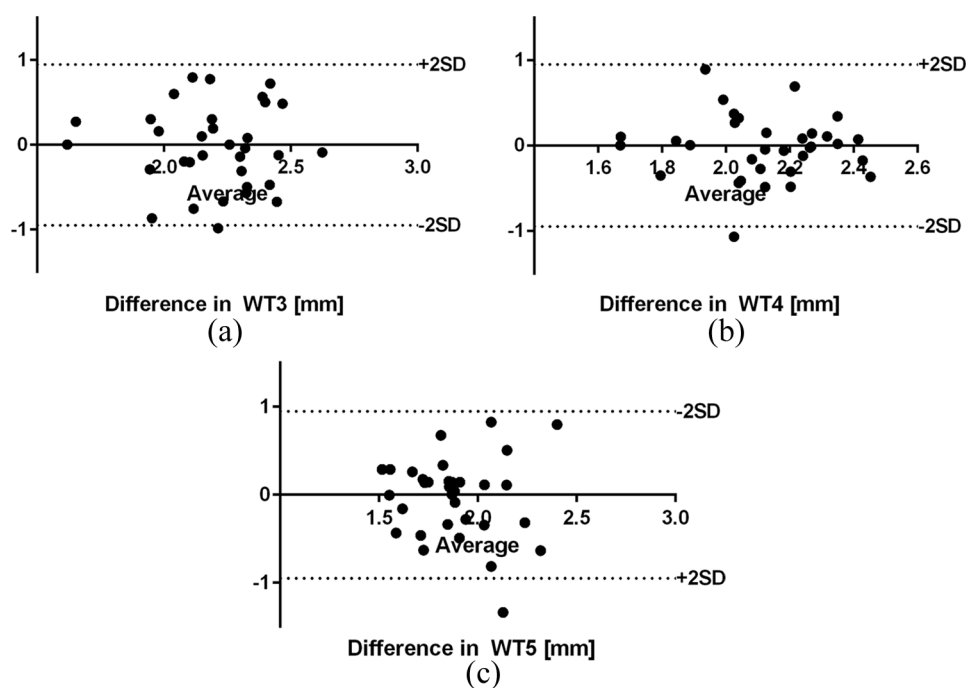 1
+2SD
0
2.0 2.5 3.0
Average
-1
-2SD
Difference in WT3 [mm]
(a)
1
+2SD
0
1.6 1.8 2.0 2.2 2.4 2.6
Average
-1
-2SD
Difference in WT4 [mm]
(b)
1
-2SD
0
1.5 2.0 2.5 3.0
Average
-1
+2SD
Difference in WT5 [mm]
(c)